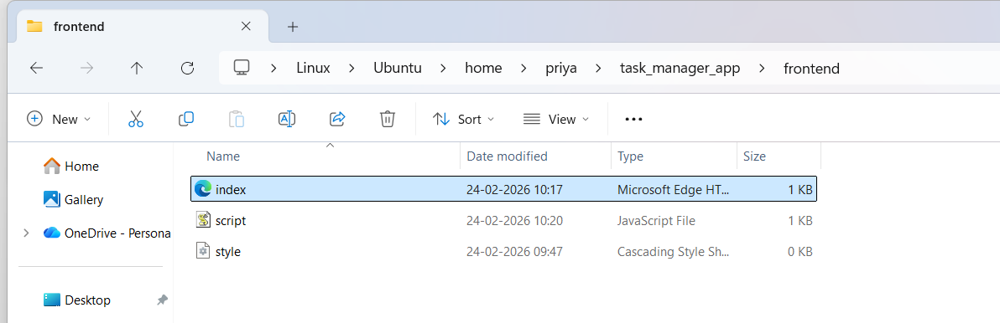 frontend
Linux > Ubuntu > home > priya > task_manager_app > frontend
New Sort View
Name Date modified Type Size
Home
Gallery
OneDrive - Persona
Desktop
index 24-02-2026 10:17 Microsoft Edge HT... 1 KB
script 24-02-2026 10:20 JavaScript File 1 KB
style 24-02-2026 09:47 Cascading Style Sh... 0 KB